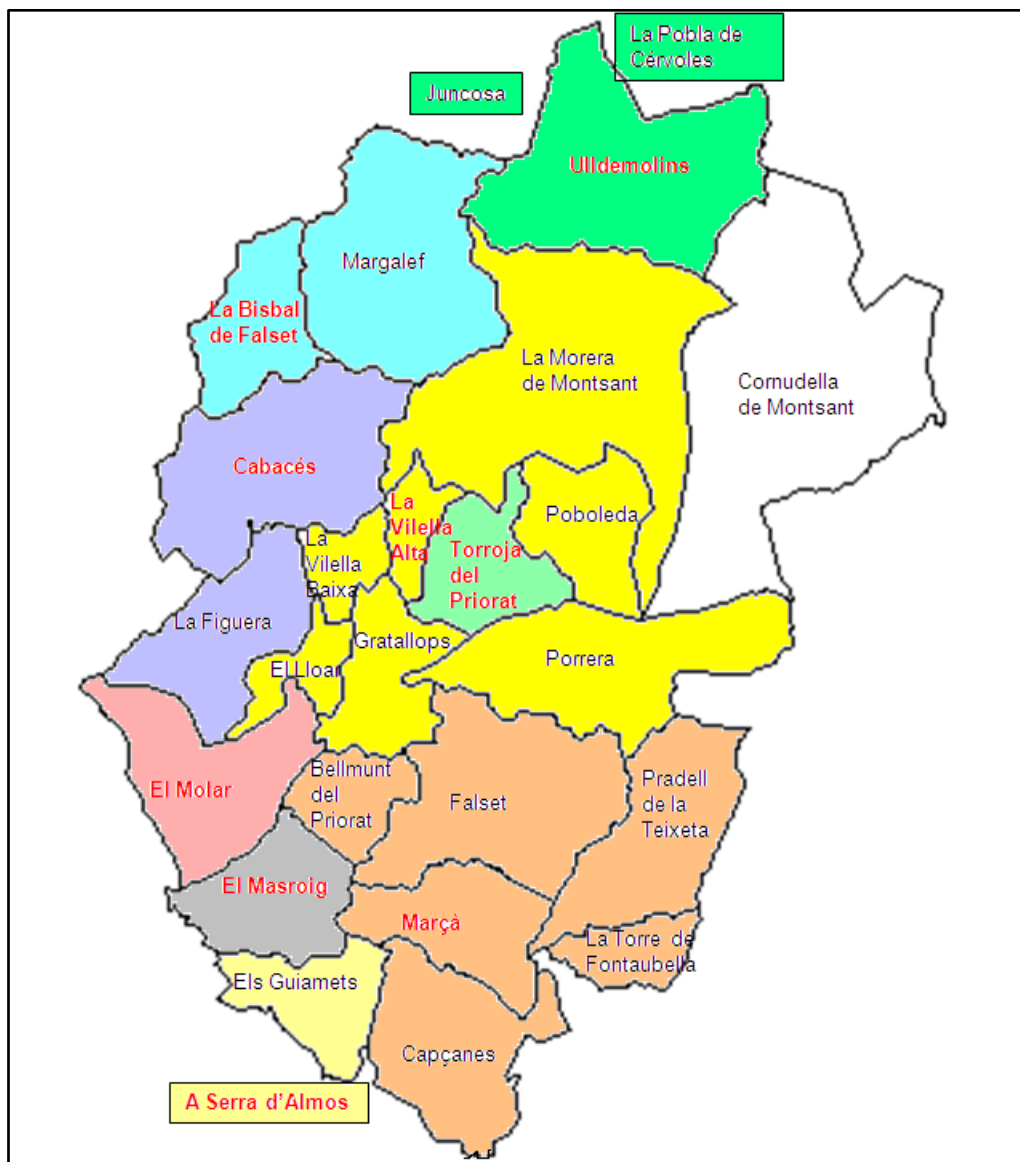 La Pobla de
Cérvoles
Juncosa
Ulldemolins
Margalef
La Bisbal
de Falset
La Morera
de Montsant
Cornudella
de Montsant
Cabacés
La
Vilella
Alta
Poboleda
La
Vilella
Baixa
Torroja
del
Priorat
La Figuera
Gratallops
El Lloar
Porrera
El Molar
Bellmunt
del
Priorat
Falset
Pradell
de la
Teixeta
El Masroig
Marçà
La Torre de
Fontaubella
Els Guiamets
Capçanes
A Serra d'Almos